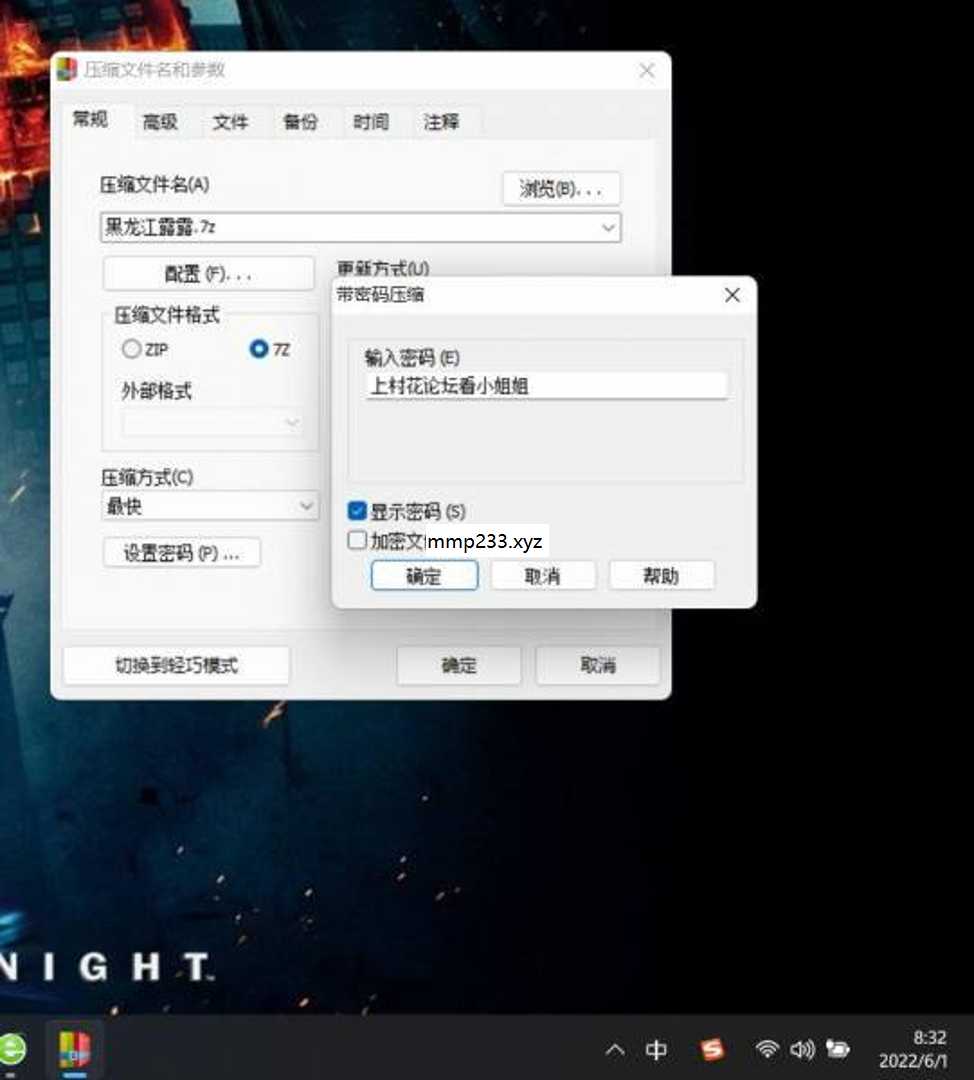 压缩文件名和参数
常规 高级 文件 备份 时间 注释
压缩文件名(A)
浏览(B)...
黑龙江露露.7z
配置 (F)...
更新方式(U)
压缩文件格式
ZIP 7Z
外部格式
压缩方式(C)
最快
设置密码 (P) ...
带密码压缩
输入密码 (E)
上村花论坛看小姐姐
显示密码 (S)
加密文
mmp233.xyz
确定 取消 帮助
切换到轻巧模式 确定 取消
NIGHT
中
8:32
2022/6/1